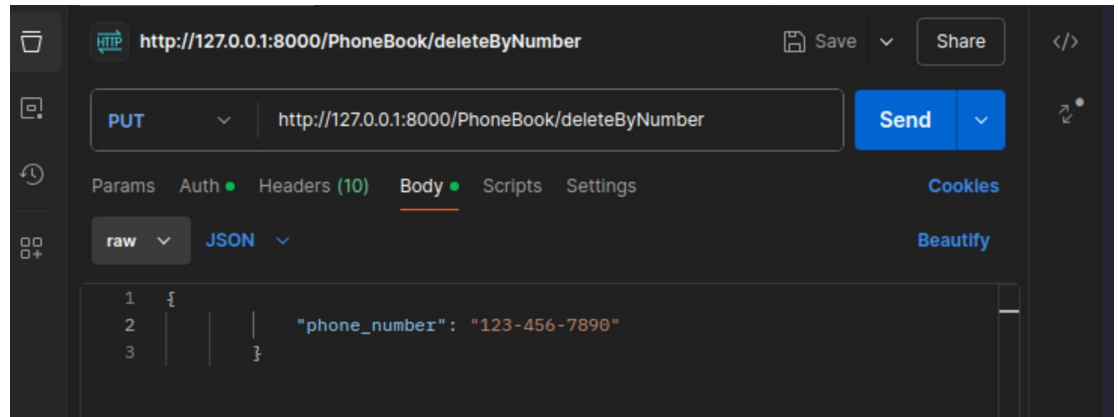 HTTP http://127.0.0.1:8000/PhoneBook/deleteByNumber Save Share </>
PUT http://127.0.0.1:8000/PhoneBook/deleteByNumber Send
Params Auth Headers (10) Body Scripts Settings Cookies
raw JSON Beautify
1 {
2 "phone_number": "123-456-7890"
3 }